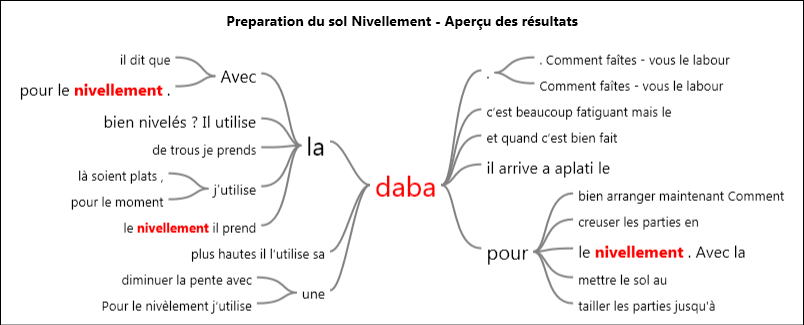 Preparation du sol Nivellement - Aperçu des résultats
il dit que
pour le nivellement .
Avec
bien nivelés ? Il utilise
de trous je prends
là soient plats ,
pour le moment
j'utilise
le nivellement il prend
la
plus hautes il l'utilise sa
diminuer la pente avec
Pour le nivèlement j'utilise
une
daba
.
. Comment faîtes - vous le labour
Comment faîtes - vous le labour
c'est beaucoup fatiguant mais le
et quand c'est bien fait
il arrive a aplati le
pour
bien arranger maintenant Comment
creuser les parties en
le nivellement . Avec la
mettre le sol au
tailler les parties jusqu'à